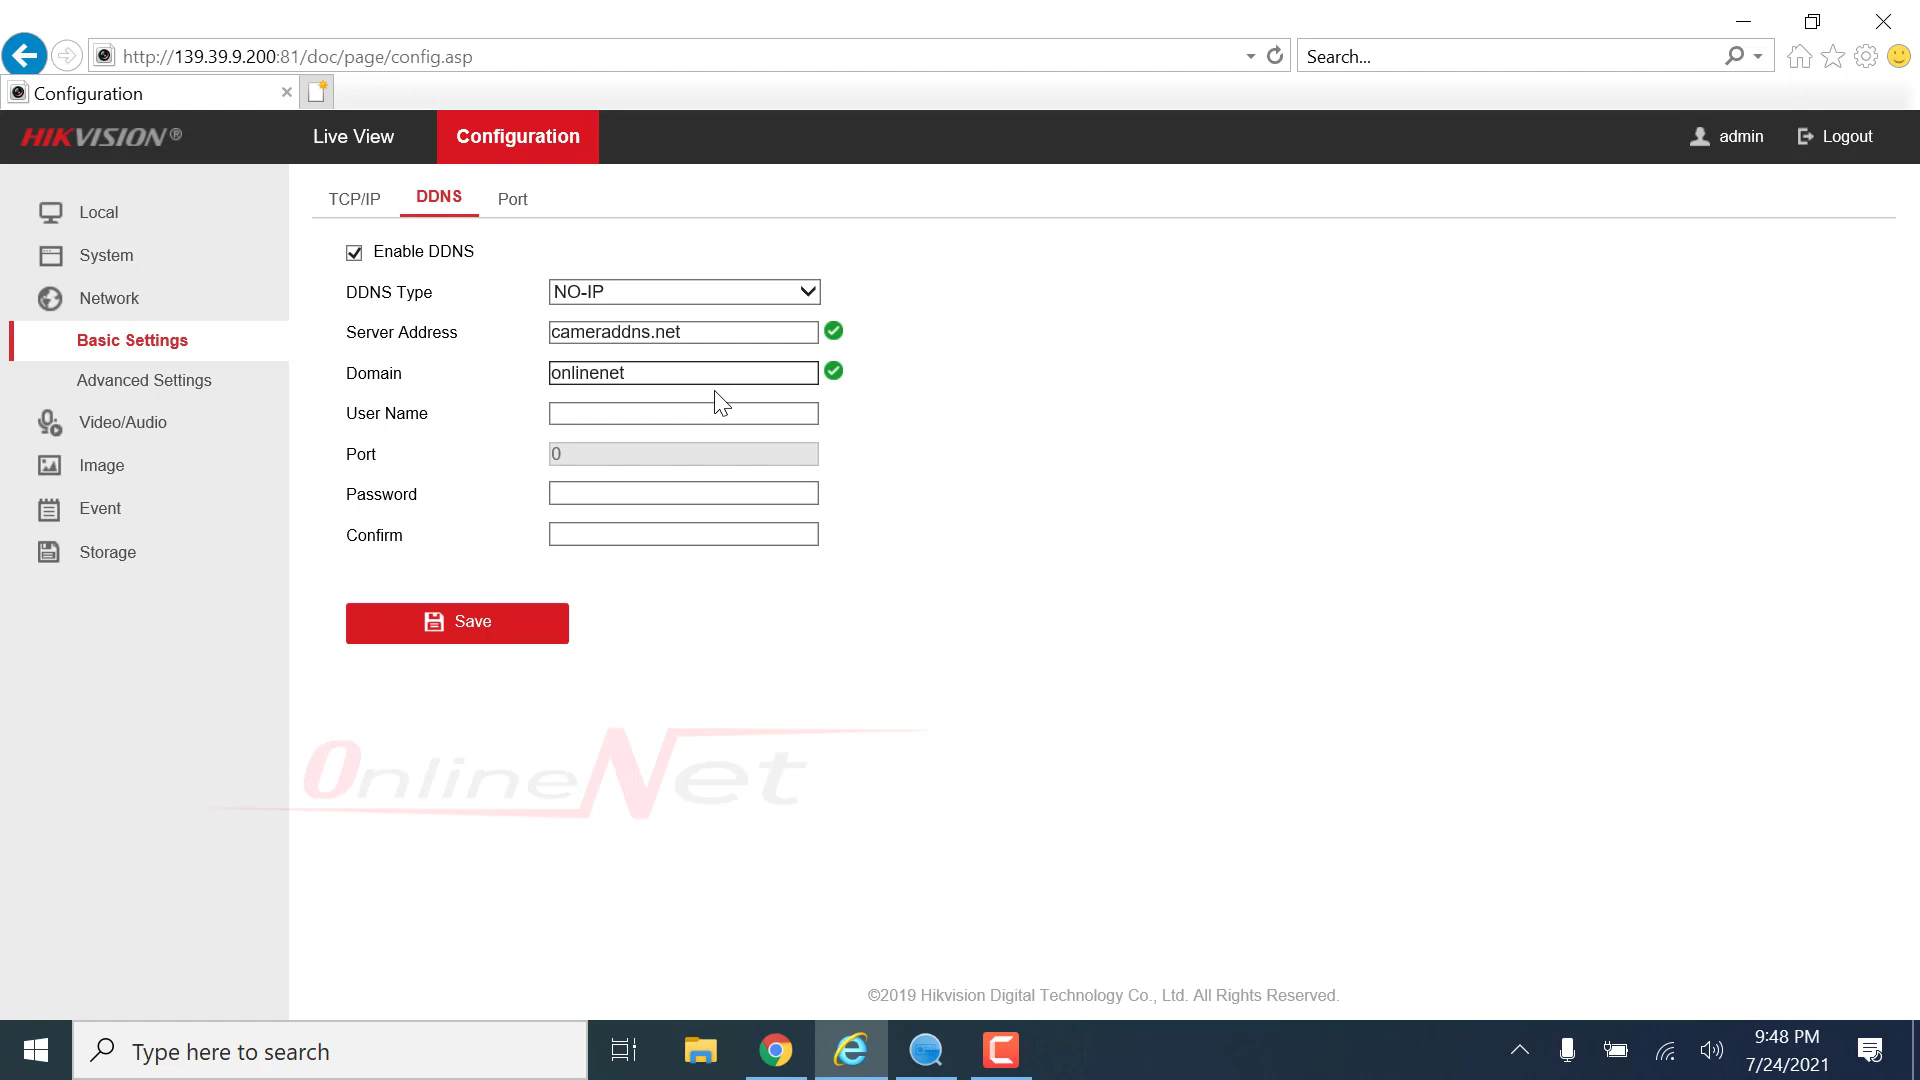 http://139.39.9.200:81/doc/page/config.asp
Search...
Configuration
HIKVISION®
Live View
Configuration
admin
Logout
Local
System
Network
Basic Settings
Advanced Settings
Video/Audio
Image
Event
Storage
TCP/IP
DDNS
Port
Enable DDNS
DDNS Type NO-IP
Server Address cameraddns.net
Domain onlinenet
User Name
Port 0
Password
Confirm
Save
OnlineNet
©2019 Hikvision Digital Technology Co., Ltd. All Rights Reserved.
Type here to search
9:48 PM
7/24/2021